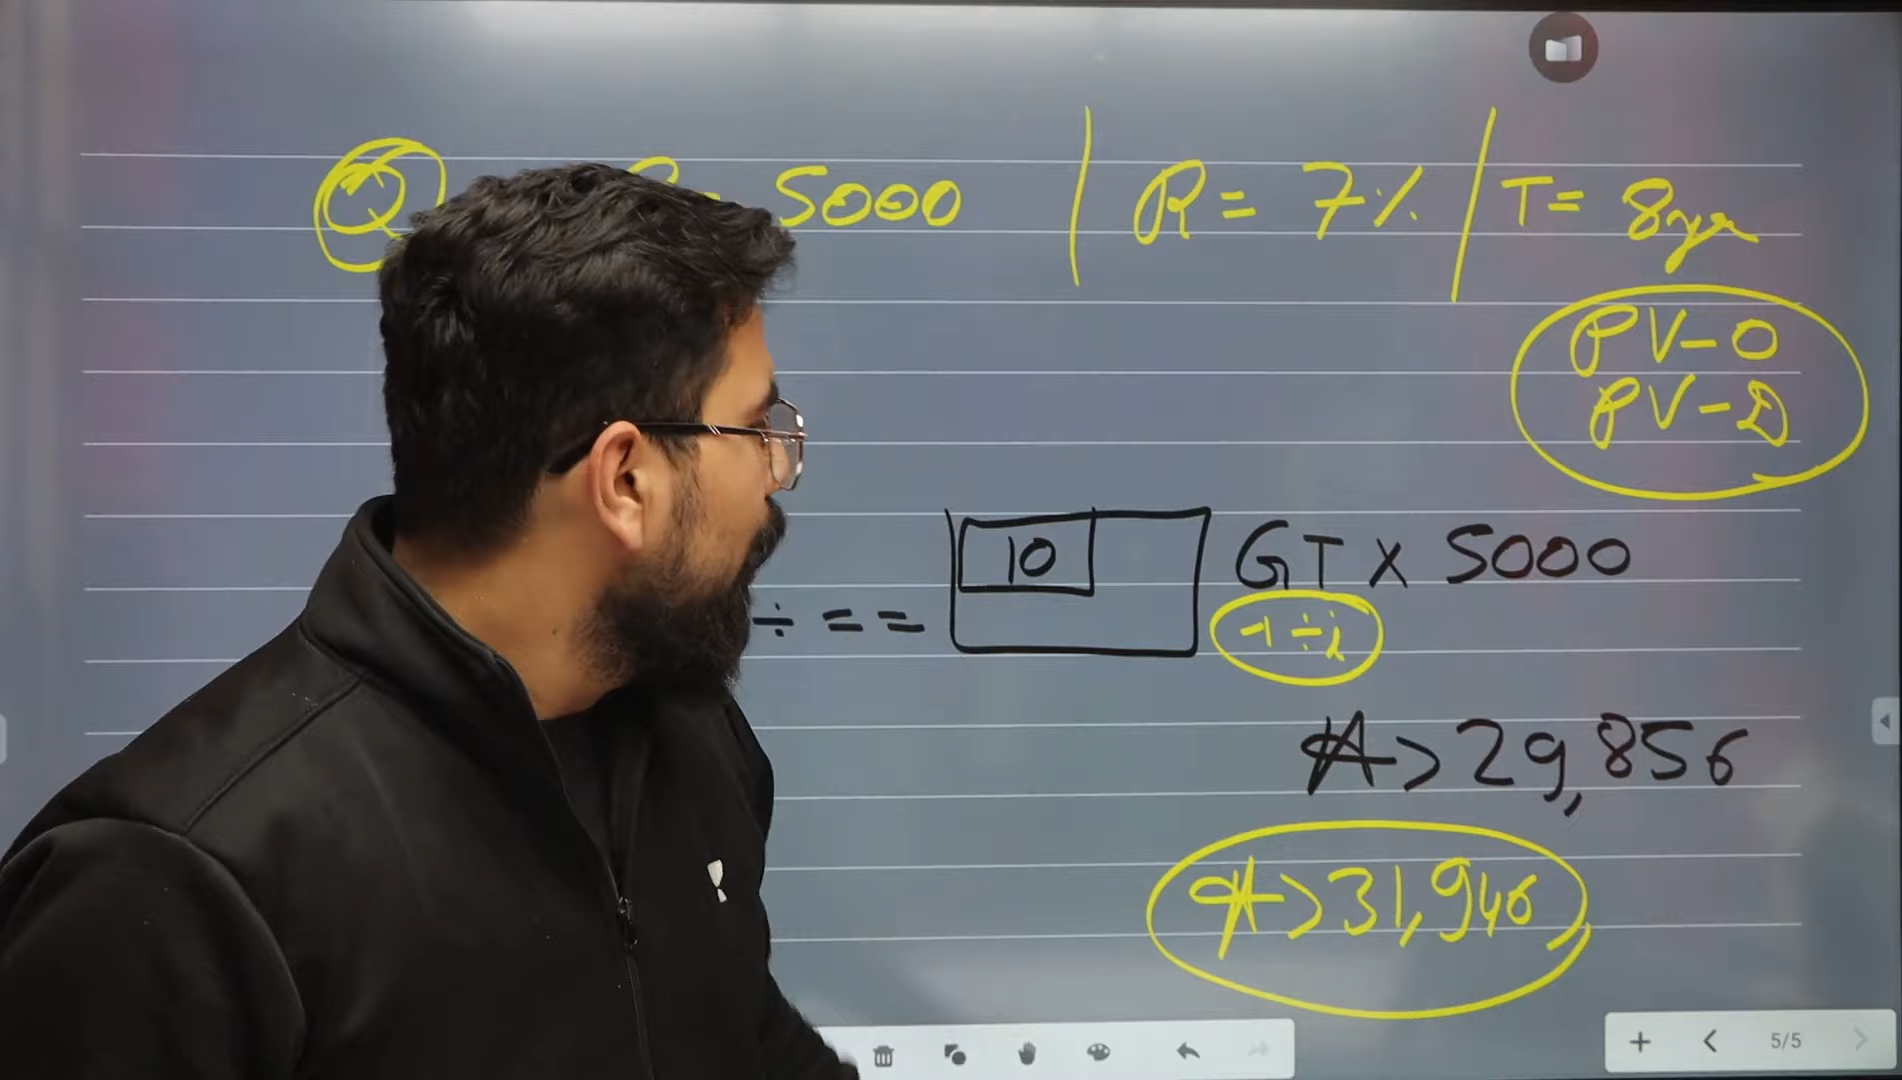 Q = 5000 | R = 7% | T = 8yr
PV-O
PV-D
10 GT X 5000
÷ = = -1 ÷ i
A > 29,856
A > 31,946
5/5